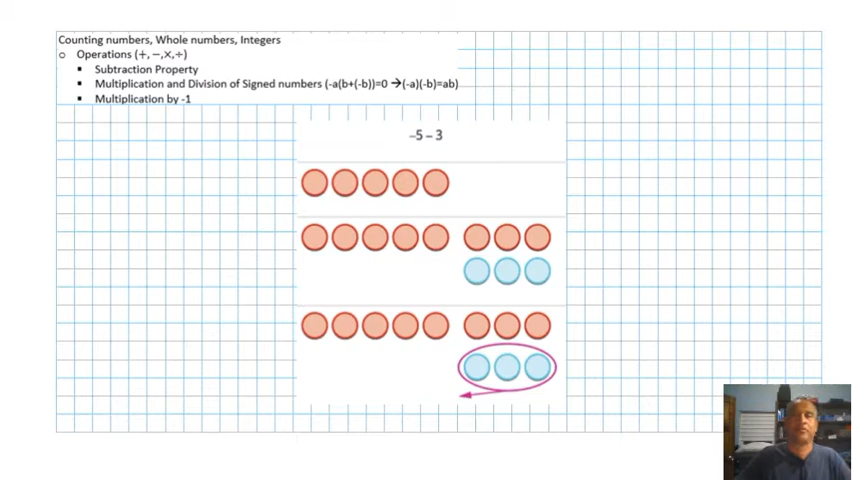 Counting numbers, Whole numbers, Integers
o Operations (+, −,×,÷)
▪ Subtraction Property
▪ Multiplication and Division of Signed numbers (-a(b+(-b))=0 →(-a)(-b)=ab)
▪ Multiplication by -1
–5 – 3